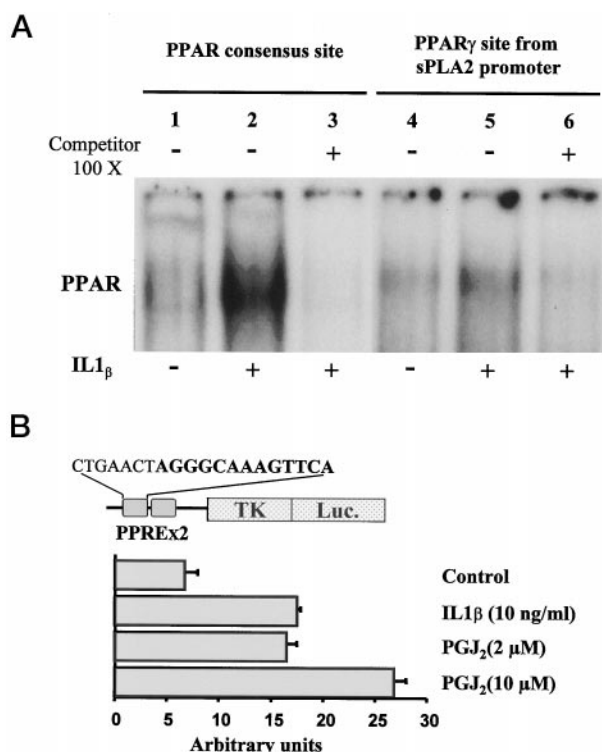 A
PPAR consensus site
PPARγ site from
sPLA2 promoter
1 2 3 4 5 6
Competitor - - + - - +
100 X
PPAR
IL1β - + + - + +
B
CTGAACTAGGGCAAAGTTCA
TK Luc.
PPREx2
Control
IL1β (10 ng/ml)
PGJ2(2 μM)
PGJ2(10 μM)
0 5 10 15 20 25 30
Arbitrary units